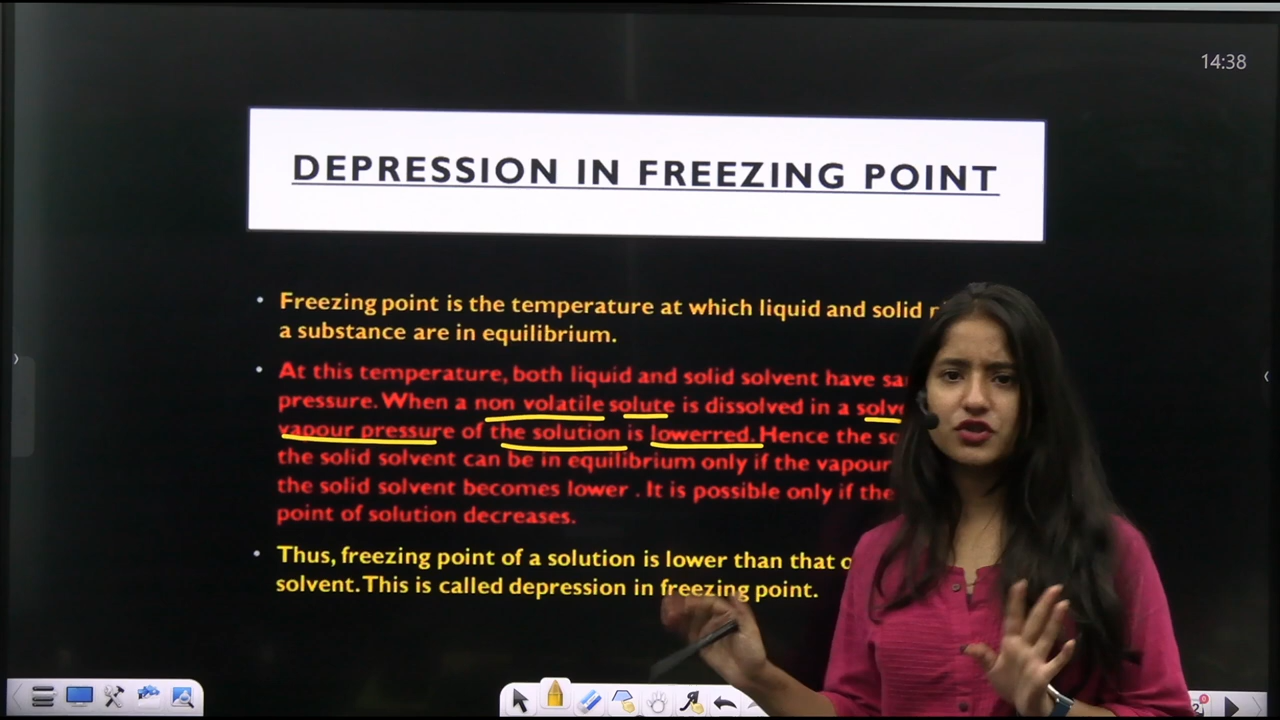 14:38
DEPRESSION IN FREEZING POINT
• Freezing point is the temperature at which liquid and solid
a substance are in equilibrium.
• At this temperature, both liquid and solid solvent have
pressure. When a non volatile solute is dissolved in a
vapour pressure of the solution is lowerred. Hence the
the solid solvent can be in equilibrium only if the vapour
the solid solvent becomes lower . It is possible only if the
point of solution decreases.
• Thus, freezing point of a solution is lower than that
solvent. This is called depression in freezing point.